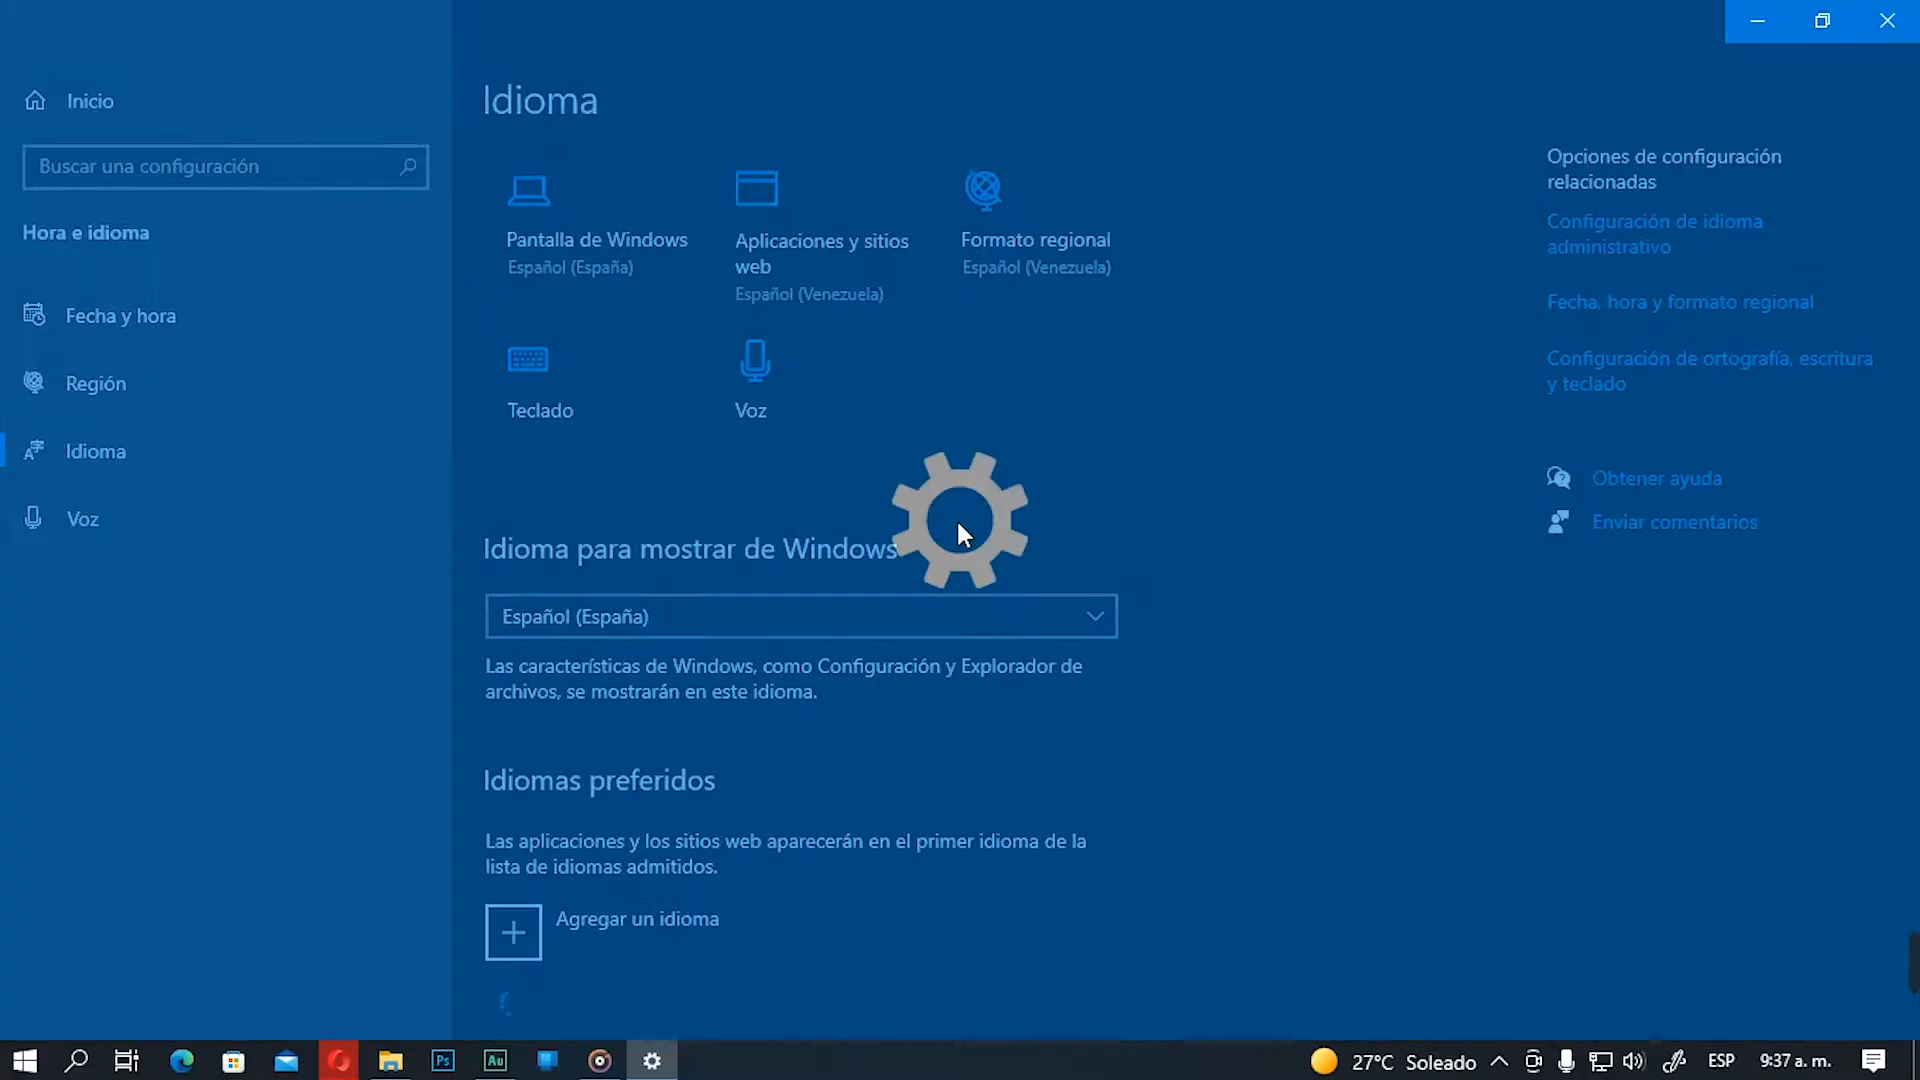 Inicio
Buscar una configuración
Hora e idioma
Fecha y hora
Región
Idioma
Voz
Idioma
Pantalla de Windows
Español (España)
Aplicaciones y sitios
web
Español (Venezuela)
Formato regional
Español (Venezuela)
Teclado
Voz
Idioma para mostrar de Windows
Español (España)
Las características de Windows, como Configuración y Explorador de
archivos, se mostrarán en este idioma.
Idiomas preferidos
Las aplicaciones y los sitios web aparecerán en el primer idioma de la
lista de idiomas admitidos.
Agregar un idioma
Opciones de configuración
relacionadas
Configuración de idioma
administrativo
Fecha, hora y formato regional
Configuración de ortografía, escritura
y teclado
Obtener ayuda
Enviar comentarios
Ps
Au
27°C Soleado
ESP
9:37 a. m.